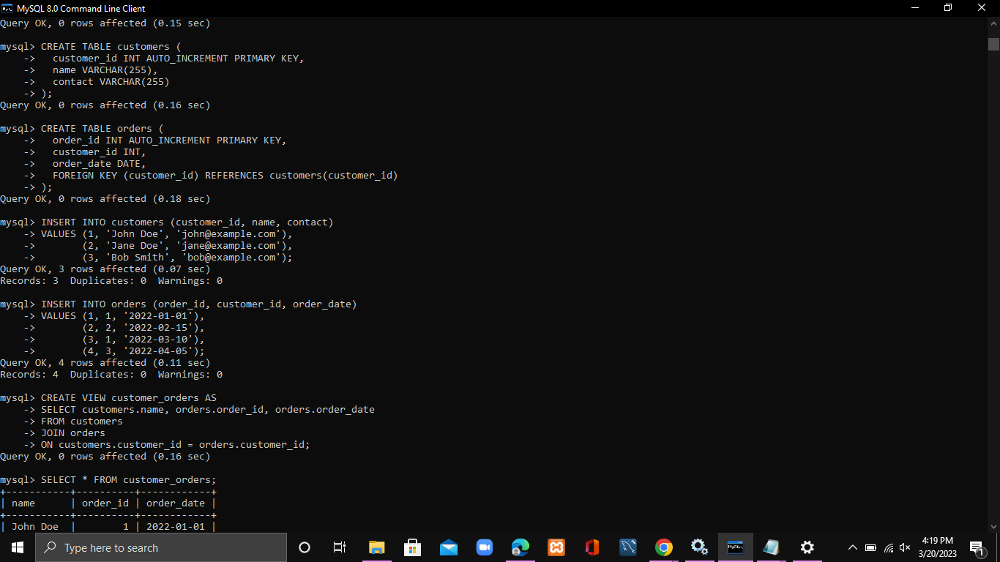 MySQL 8.0 Command Line Client
Query OK, 0 rows affected (0.15 sec)
mysql> CREATE TABLE customers (
    ->   customer_id INT AUTO_INCREMENT PRIMARY KEY,
    ->   name VARCHAR(255),
    ->   contact VARCHAR(255)
    -> );
Query OK, 0 rows affected (0.16 sec)
mysql> CREATE TABLE orders (
    ->   order_id INT AUTO_INCREMENT PRIMARY KEY,
    ->   customer_id INT,
    ->   order_date DATE,
    ->   FOREIGN KEY (customer_id) REFERENCES customers(customer_id)
    -> );
Query OK, 0 rows affected (0.18 sec)
mysql> INSERT INTO customers (customer_id, name, contact)
    -> VALUES (1, 'John Doe', 'john@example.com'),
    ->        (2, 'Jane Doe', 'jane@example.com'),
    ->        (3, 'Bob Smith', 'bob@example.com');
Query OK, 3 rows affected (0.07 sec)
Records: 3  Duplicates: 0  Warnings: 0
mysql> INSERT INTO orders (order_id, customer_id, order_date)
    -> VALUES (1, 1, '2022-01-01'),
    ->        (2, 2, '2022-02-15'),
    ->        (3, 1, '2022-03-10'),
    ->        (4, 3, '2022-04-05');
Query OK, 4 rows affected (0.11 sec)
Records: 4  Duplicates: 0  Warnings: 0
mysql> CREATE VIEW customer_orders AS
    -> SELECT customers.name, orders.order_id, orders.order_date
    -> FROM customers
    -> JOIN orders
    -> ON customers.customer_id = orders.customer_id;
Query OK, 0 rows affected (0.16 sec)
mysql> SELECT * FROM customer_orders;
+-----------+----------+------------+
| name      | order_id | order_date |
+-----------+----------+------------+
| John Doe  |        1 | 2022-01-01 |
Type here to search
4:19 PM
3/20/2023
1